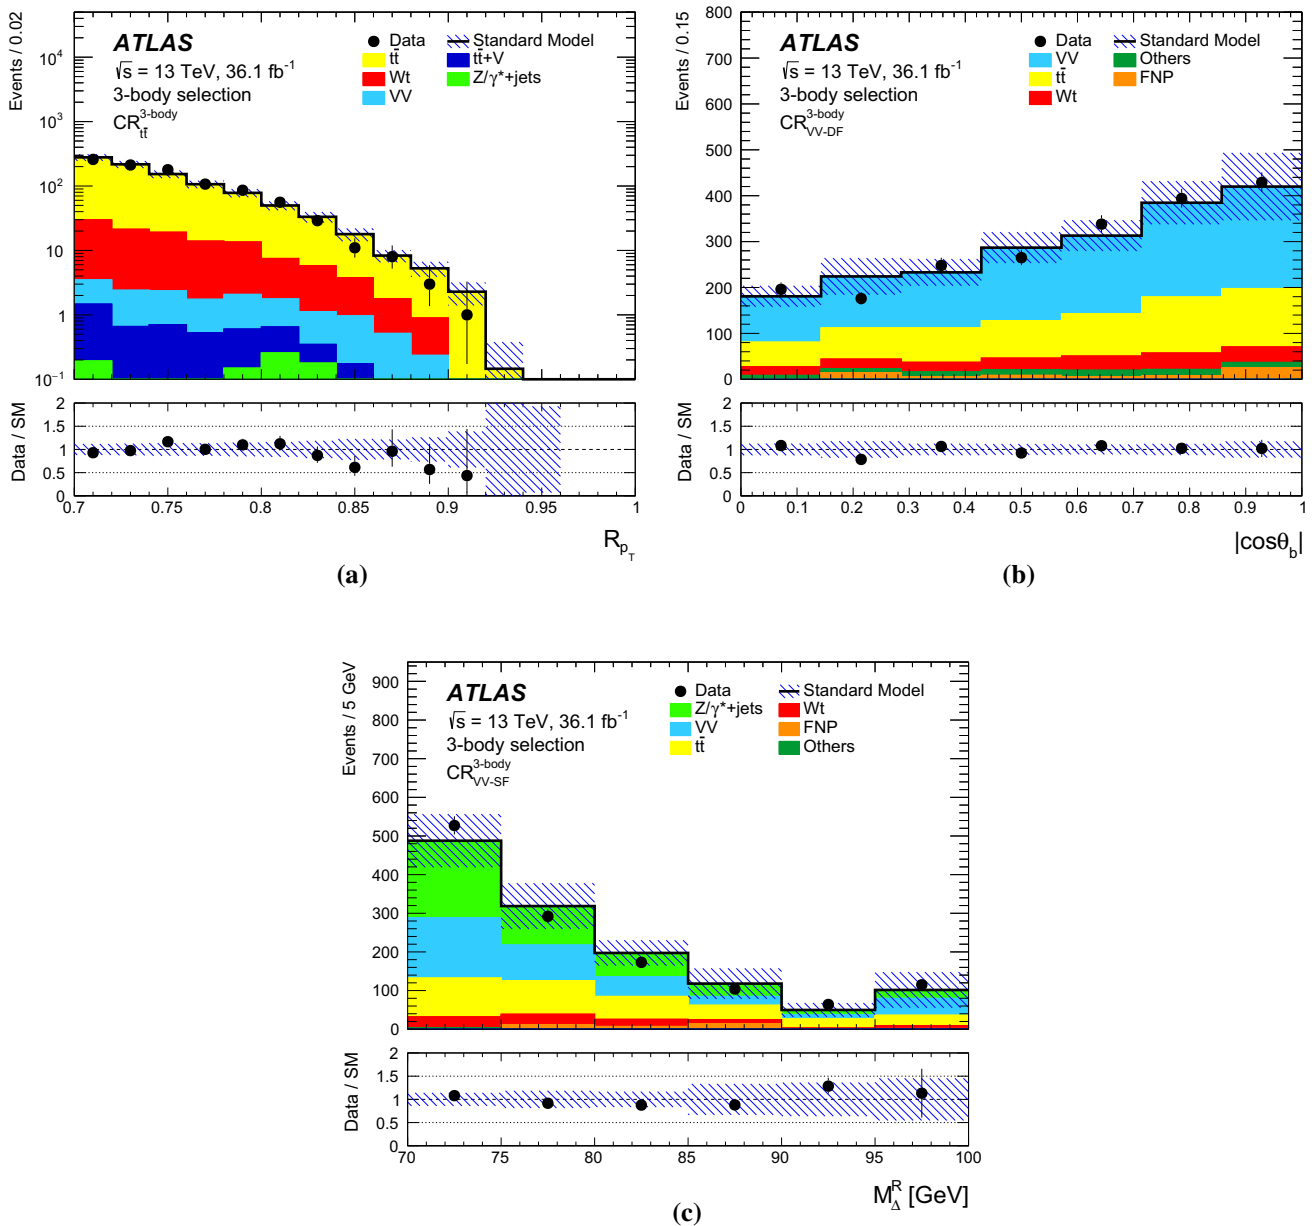 Events / 0.02
ATLAS
√s = 13 TeV, 36.1 fb⁻¹
3-body selection
CR 3-body tt̄
Data
Standard Model
tt̄
tt̄+V
Wt
Z/γ*+jets
VV
10⁴
10³
10²
10
1
10⁻¹
Data / SM
2
1.5
1
0.5
0
0.7 0.75 0.8 0.85 0.9 0.95 1
R_pT
(a)
Events / 0.15
ATLAS
√s = 13 TeV, 36.1 fb⁻¹
3-body selection
CR 3-body VV-DF
Data
Standard Model
VV
Others
tt̄
FNP
Wt
800
700
600
500
400
300
200
100
0
Data / SM
2
1.5
1
0.5
0
0 0.1 0.2 0.3 0.4 0.5 0.6 0.7 0.8 0.9 1
|cosθ_b|
(b)
Events / 5 GeV
ATLAS
√s = 13 TeV, 36.1 fb⁻¹
3-body selection
CR 3-body VV-SF
Data
Standard Model
Z/γ*+jets
Wt
VV
FNP
tt̄
Others
900
800
700
600
500
400
300
200
100
0
Data / SM
2
1.5
1
0.5
0
70 75 80 85 90 95 100
M_Δ^R [GeV]
(c)